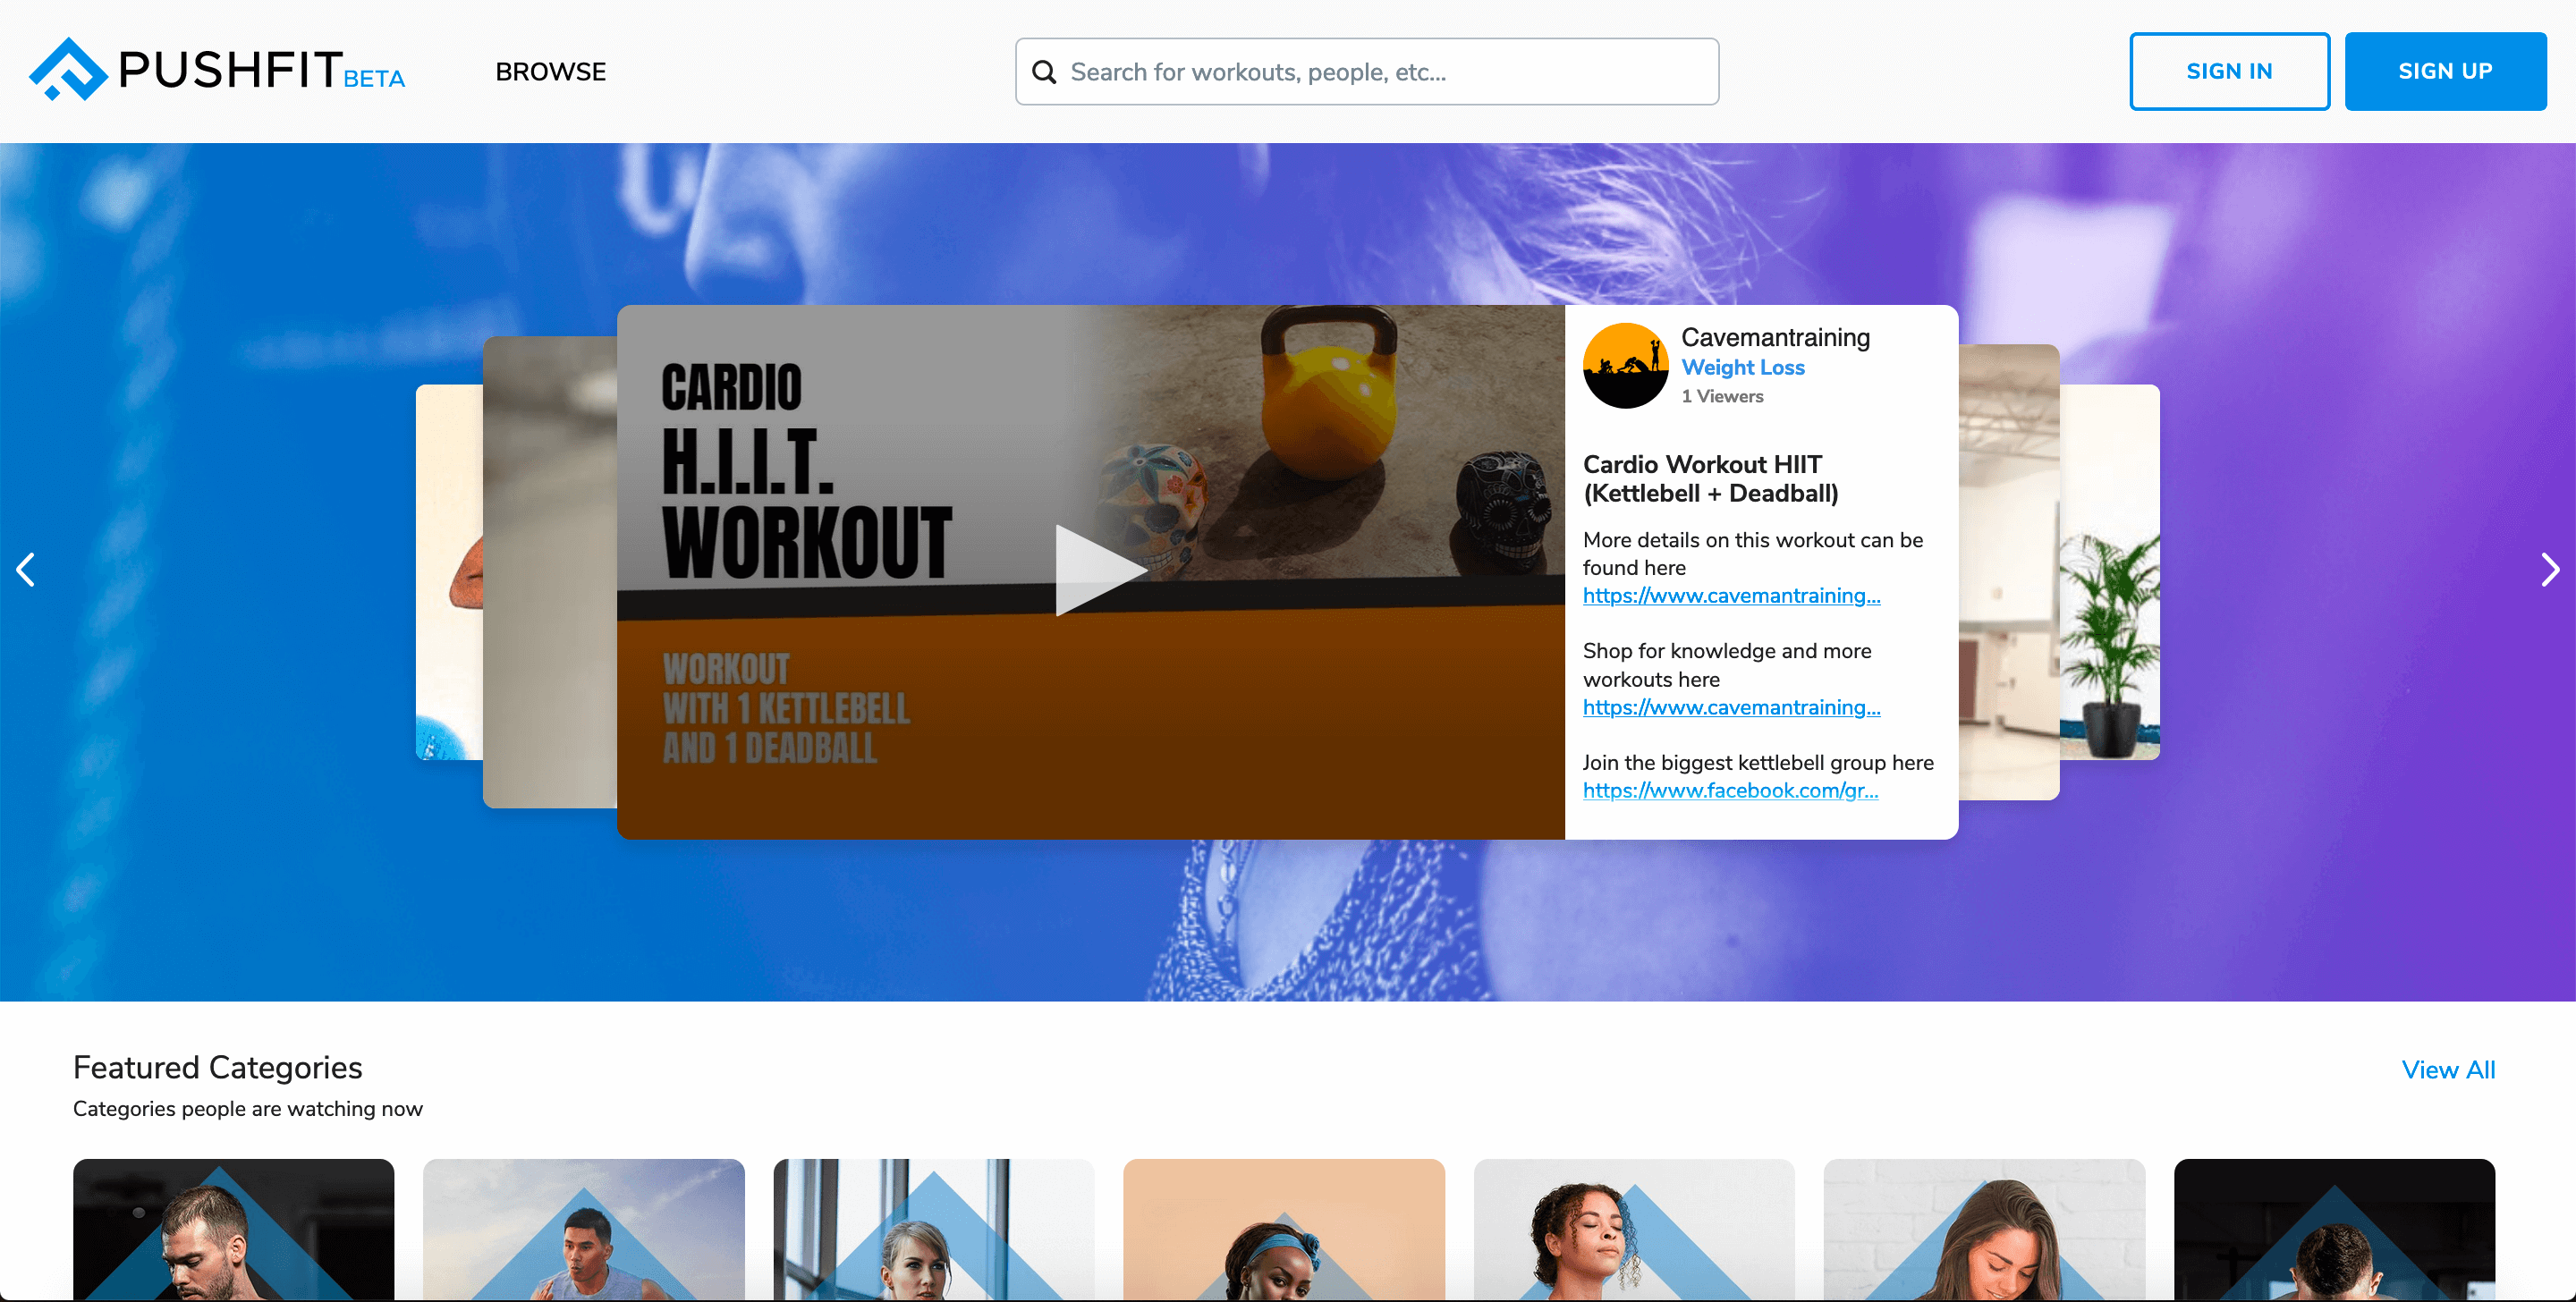 PUSHFIT BETA
BROWSE
Search for workouts, people, etc...
SIGN IN
SIGN UP
CARDIO
H.I.I.T.
WORKOUT
WORKOUT
WITH 1 KETTLEBELL
AND 1 DEADBALL
Cavemantraining
Weight Loss
1 Viewers
Cardio Workout HIIT
(Kettlebell + Deadball)
More details on this workout can be
found here
https://www.cavemantraining...
Shop for knowledge and more
workouts here
https://www.cavemantraining...
Join the biggest kettlebell group here
https://www.facebook.com/gr...
Featured Categories
View All
Categories people are watching now